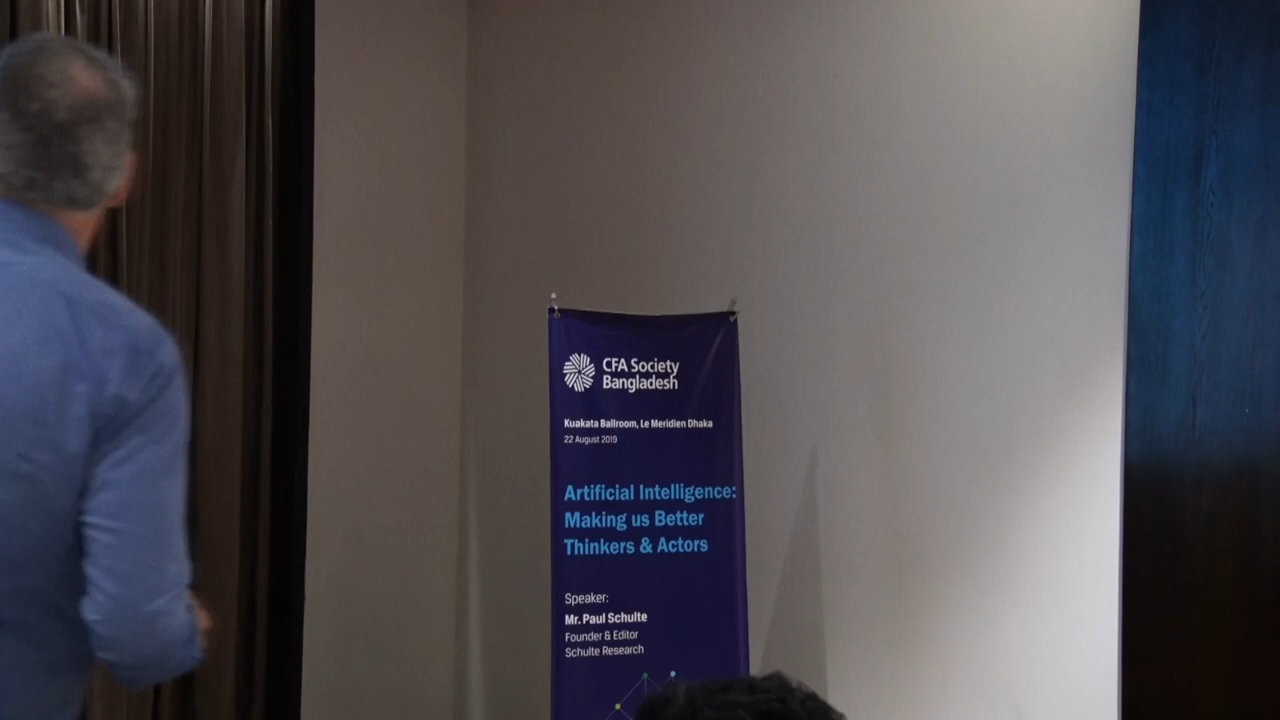 CFA Society
Bangladesh
Kuakata Ballroom, Le Meridien Dhaka
22 August 2019
Artificial Intelligence:
Making us Better
Thinkers & Actors
Speaker:
Mr. Paul Schulte
Founder & Editor
Schulte Research